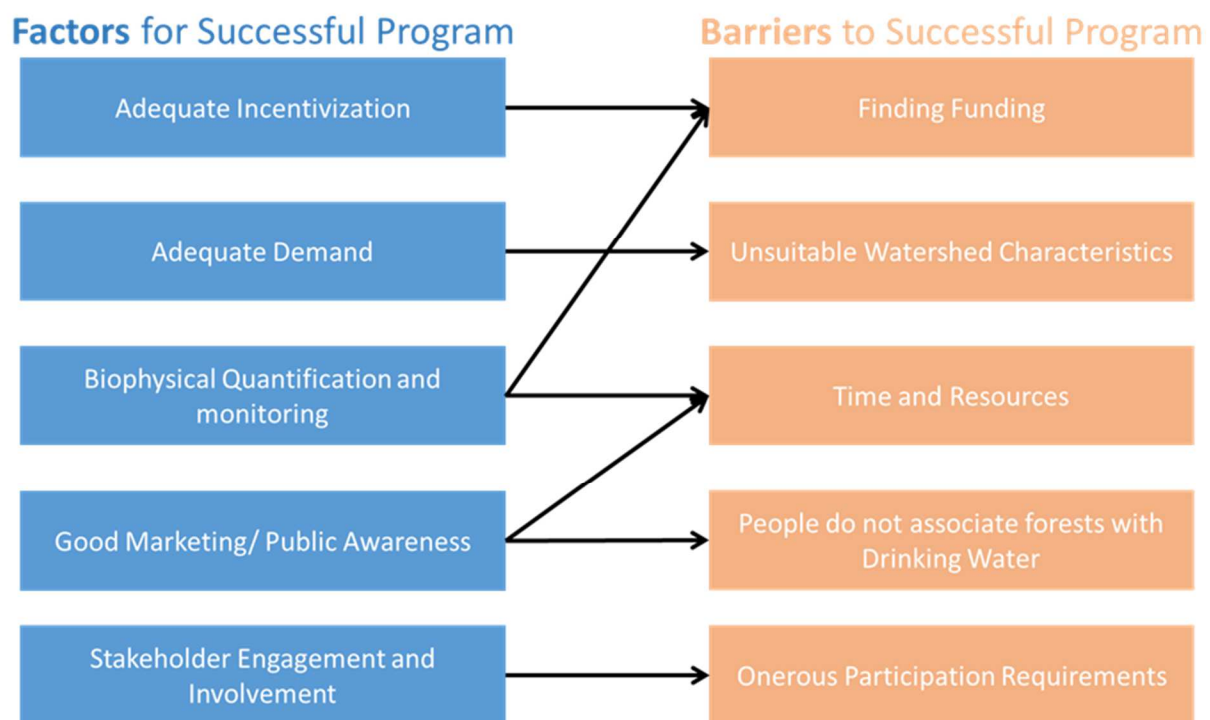 Factors for Successful Program
Barriers to Successful Program
Adequate Incentivization
Finding Funding
Adequate Demand
Unsuitable Watershed Characteristics
Biophysical Quantification and
monitoring
Time and Resources
Good Marketing/ Public Awareness
People do not associate forests with
Drinking Water
Stakeholder Engagement and
Involvement
Onerous Participation Requirements